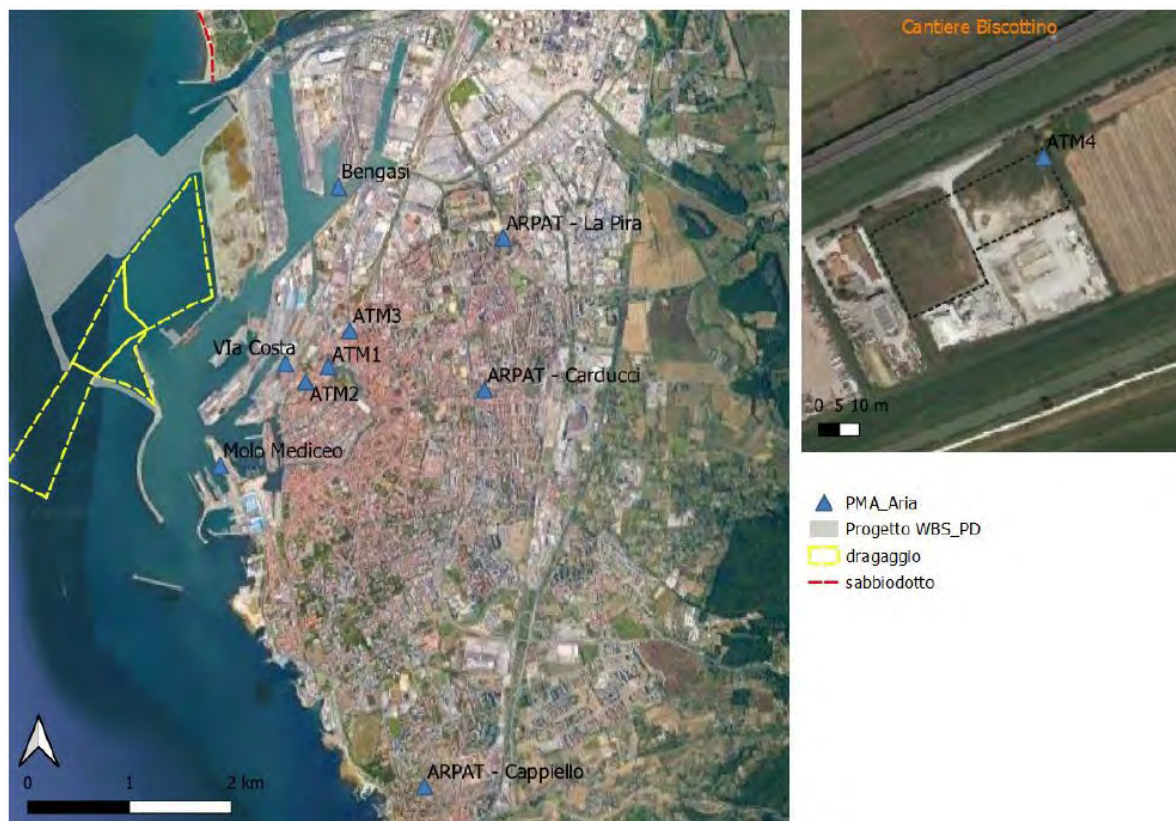 Bengasi
ARPAT - La Pira
ATM3
VIa Costa
ATM1
ATM2
ARPAT - Carducci
Molo Mediceo
ARPAT - Cappiello
0 1 2 km
Cantiere Biscottino
ATM4
0 5 10 m
PMA_Aria
Progetto WBS_PD
dragaggio
sabbiodotto